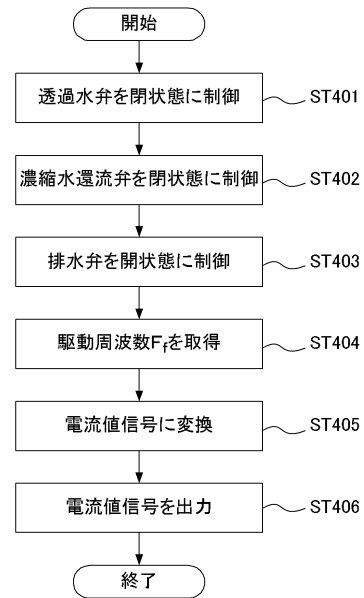 開始
透過水弁を閉状態に制御 ST401
濃縮水還流弁を閉状態に制御 ST402
排水弁を開状態に制御 ST403
駆動周波数Ffを取得 ST404
電流値信号に変換 ST405
電流値信号を出力 ST406
終了